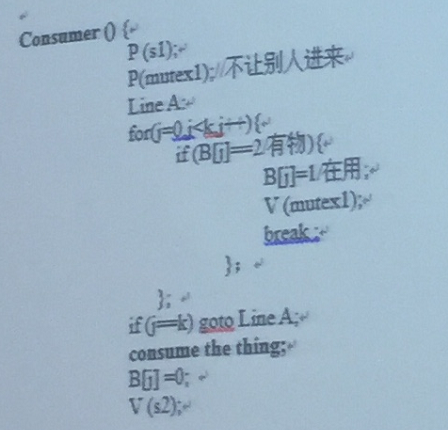 Consumer () {
P (s1);
P(mutex1);//不让别人进来
Line A:
for(j=0,j<k,j++){
if (B[j]==2/有物){
B[j]=1/在用;
V (mutex1);
break ;
};
};
if (j==k) goto Line A;
consume the thing;
B[j] =0;
V (s2);